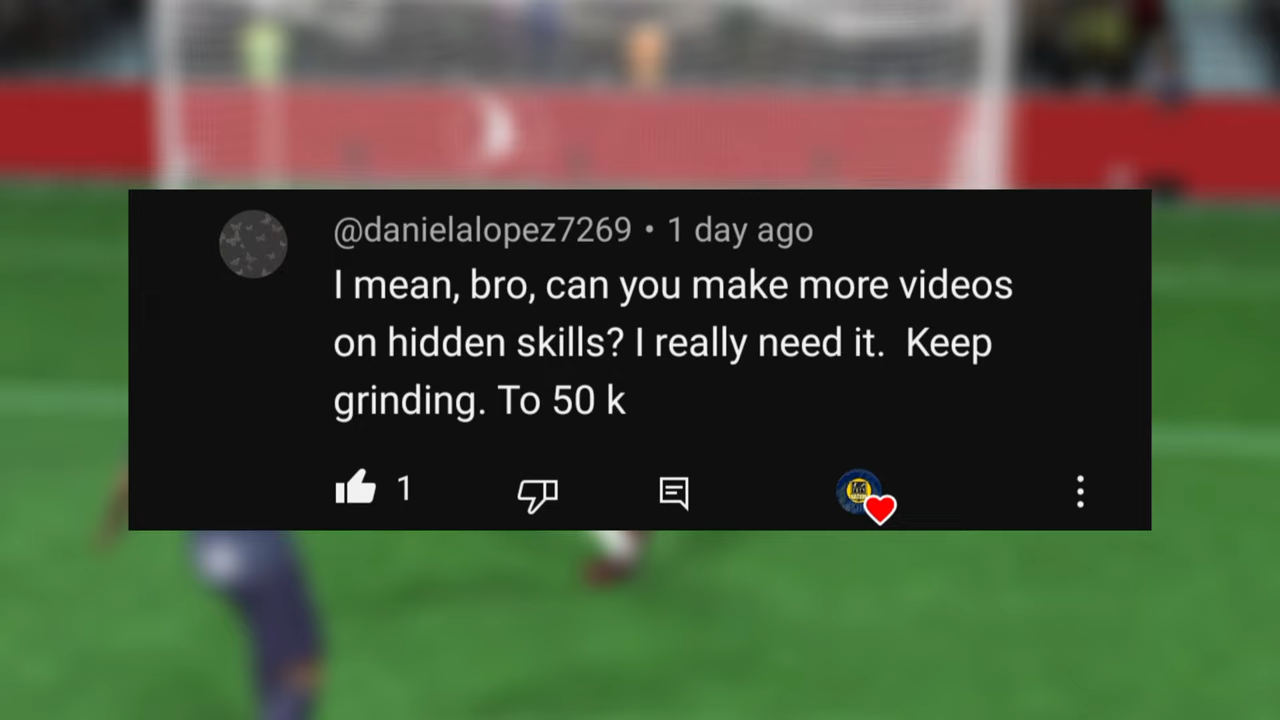 @danielalopez7269 • 1 day ago
I mean, bro, can you make more videos
on hidden skills? I really need it.  Keep
grinding. To 50 k
1